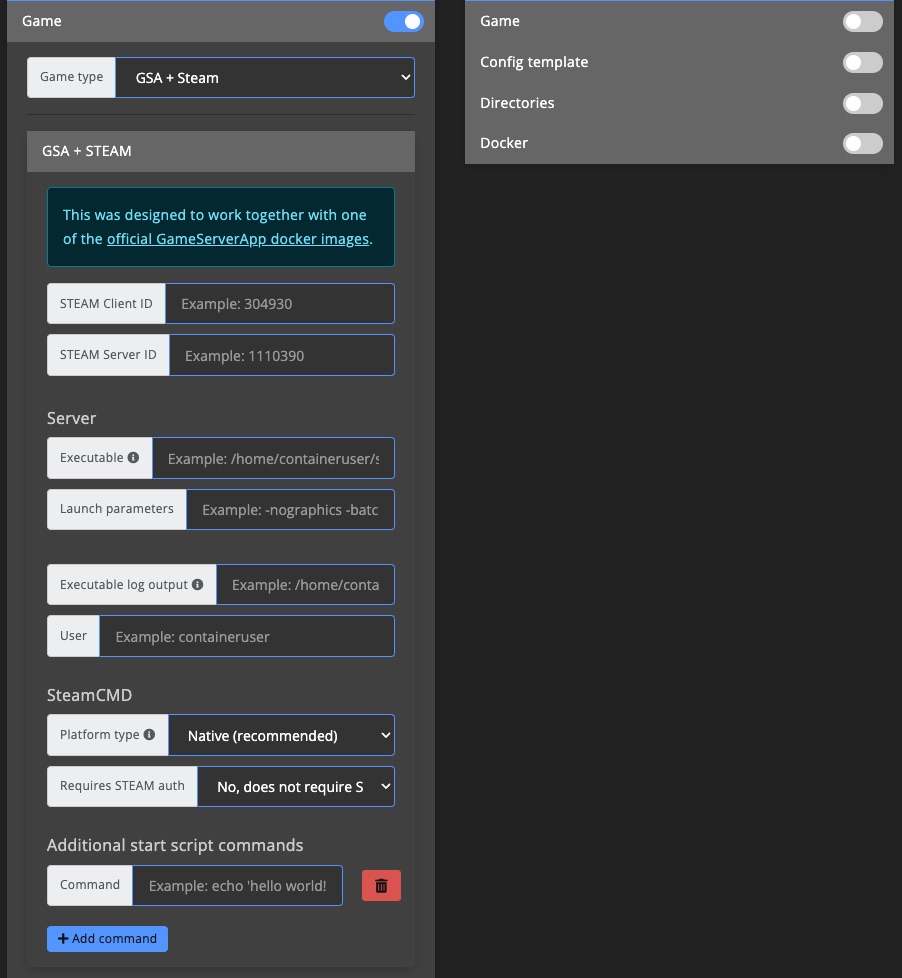 Game
Game type
GSA + Steam
GSA + STEAM
This was designed to work together with one
of the official GameServerApp docker images.
STEAM Client ID
Example: 304930
STEAM Server ID
Example: 1110390
Server
Executable
Example: /home/containeruser/s
Launch parameters
Example: -nographics -batc
Executable log output
Example: /home/conta
User
Example: containeruser
SteamCMD
Platform type
Native (recommended)
Requires STEAM auth
No, does not require S
Additional start script commands
Command
Example: echo 'hello world!
+ Add command
Game
Config template
Directories
Docker